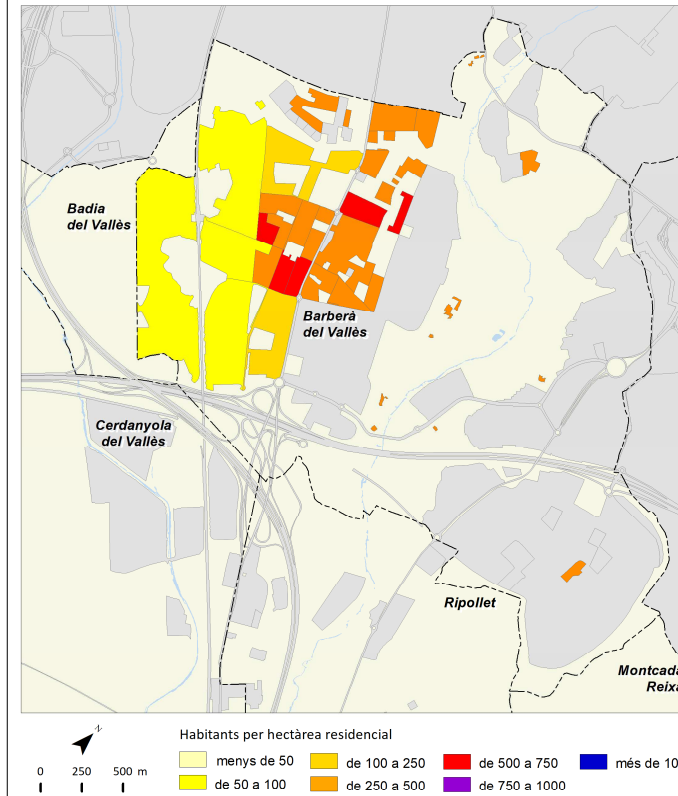 Badia
del Vallès
Barberà
del Vallès
Cerdanyola
del Vallès
Ripollet
Montcad
Reix
N
Habitants per hectàrea residencial
menys de 50
de 100 a 250
de 500 a 750
més de 10
de 50 a 100
de 250 a 500
de 750 a 1000
0 250 500 m